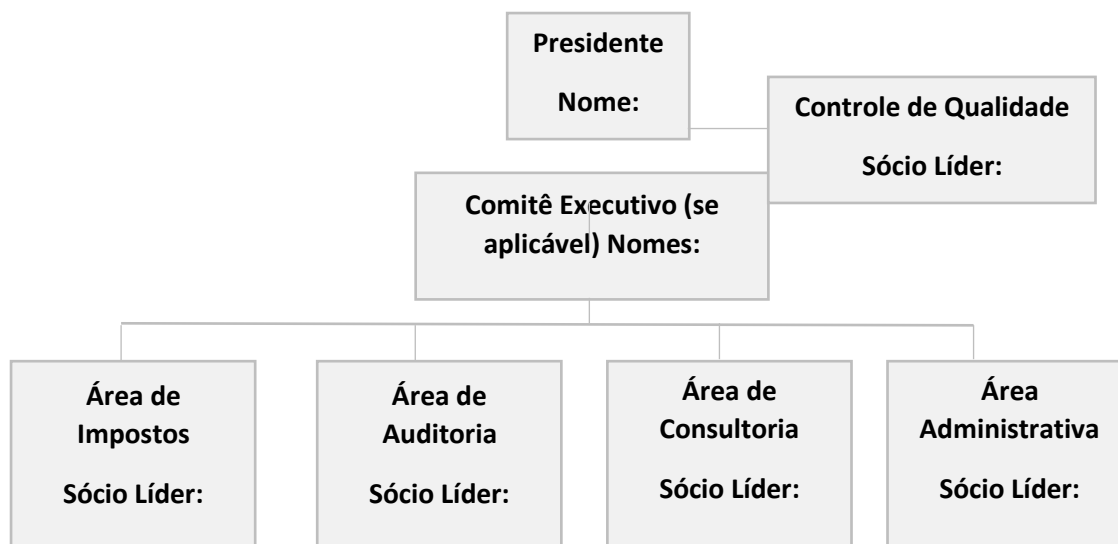 Presidente
Nome:
Controle de Qualidade
Sócio Líder:
Comitê Executivo (se
aplicável) Nomes:
Área de
Impostos
Sócio Líder:
Área de
Auditoria
Sócio Líder:
Área de
Consultoria
Sócio Líder:
Área
Administrativa
Sócio Líder: